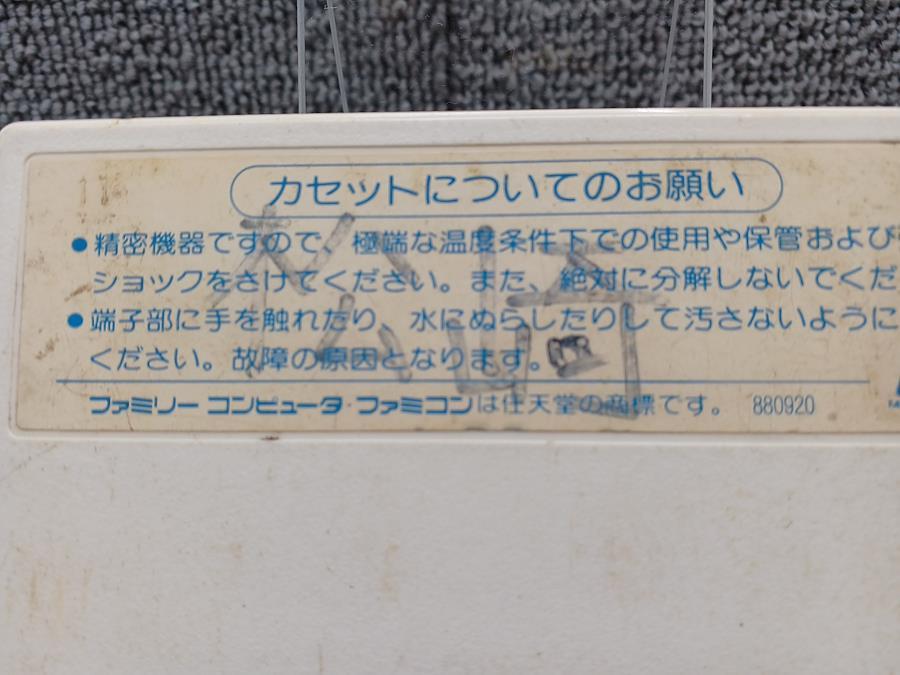 カセットについてのお願い
●精密機器ですので、極端な温度条件下での使用や保管および
ショックをさけてください。また、絶対に分解しないでくだ
●端子部に手を触れたり、水にぬらしたりして汚さないように
ください。故障の原因となります。
ファミリーコンピュータ・ファミコンは任天堂の商標です。 880920
松崎